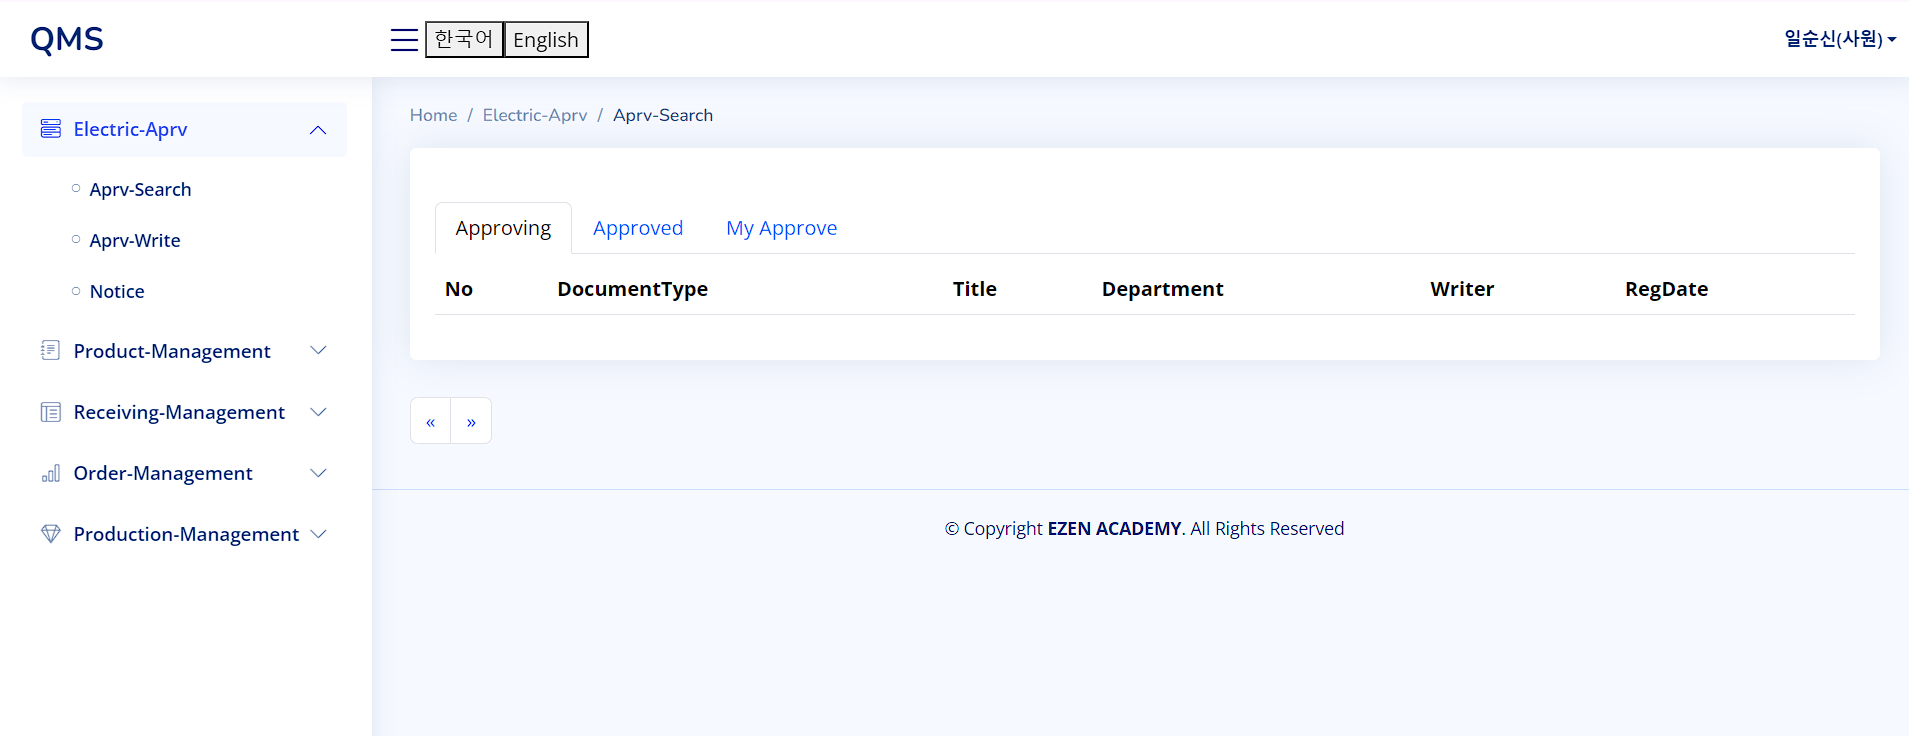 QMS
한국어 English
일순신(사원)
Electric-Aprv
Aprv-Search
Aprv-Write
Notice
Product-Management
Receiving-Management
Order-Management
Production-Management
Home / Electric-Aprv / Aprv-Search
Approving Approved My Approve
No DocumentType Title Department Writer RegDate
« »
© Copyright EZEN ACADEMY. All Rights Reserved